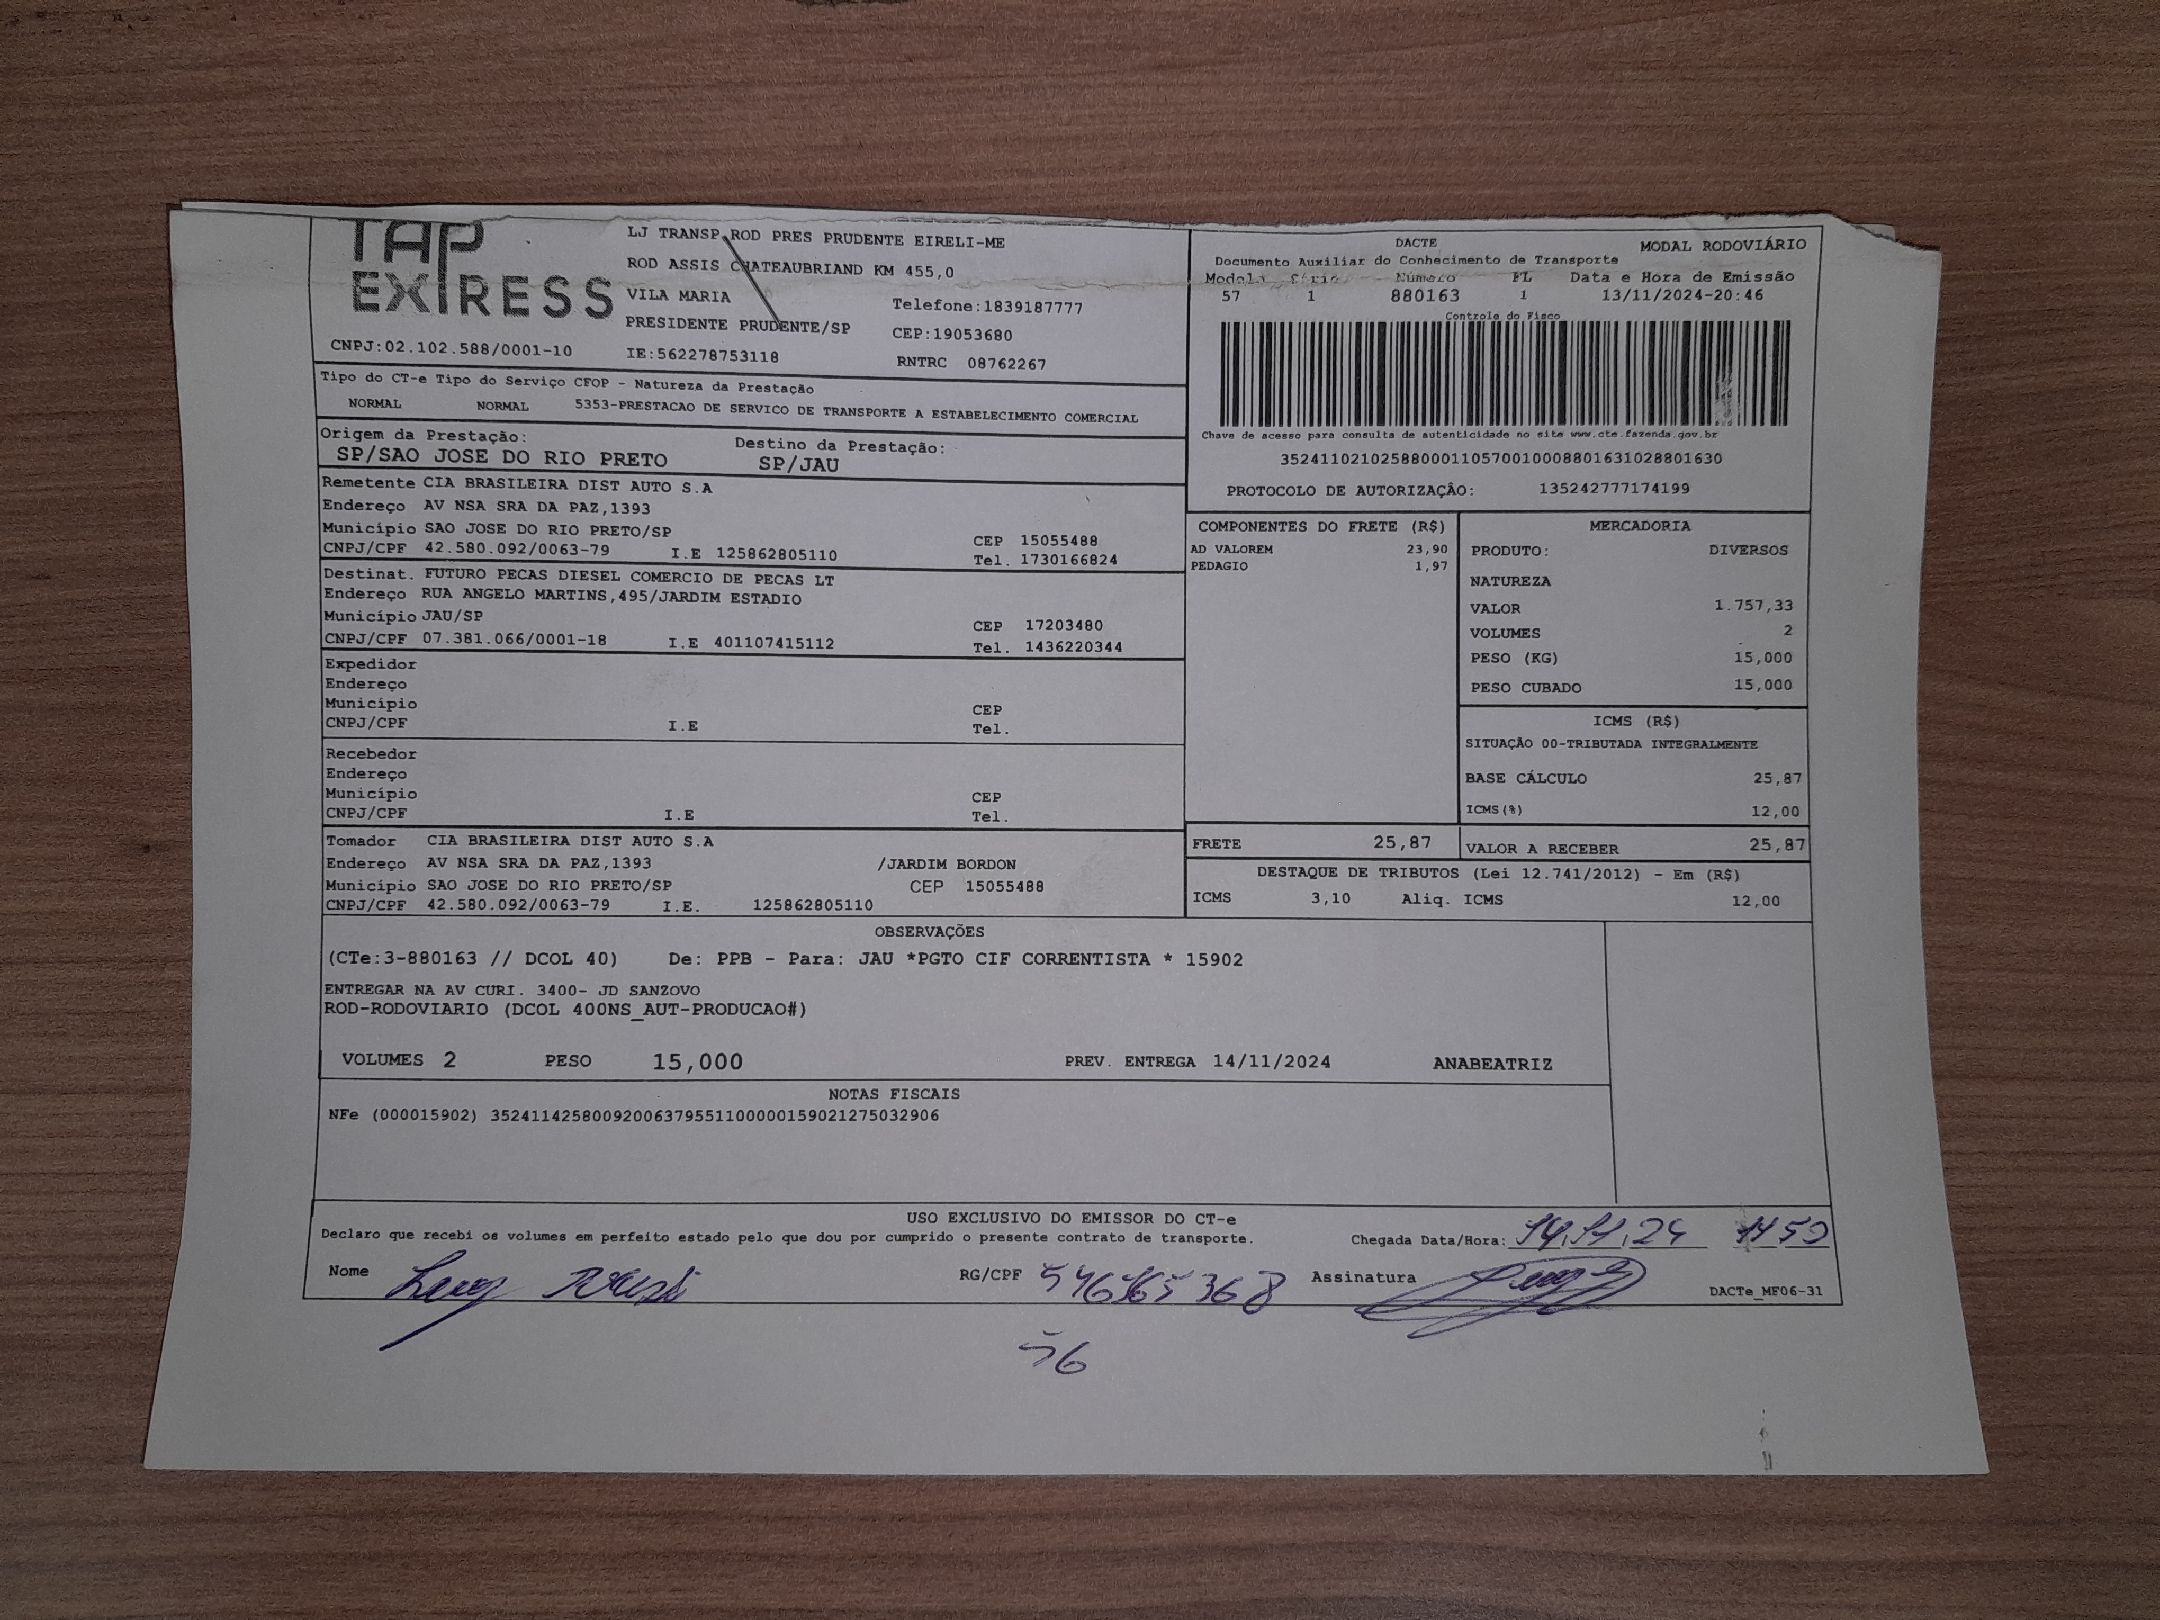 TAP
EXPRESS
LJ TRANSP ROD PRES PRUDENTE EIRELI-ME
ROD ASSIS CHATEAUBRIAND KM 455,0
VILA MARIA
Telefone:1839187777
PRESIDENTE PRUDENTE/SP
CEP:19053680
CNPJ:02.102.588/0001-10
IE:562278753118
RNTRC 08762267
DACTE
MODAL RODOVIÁRIO
Documento Auxiliar do Conhecimento de Transporte
Modelo Série Número FL Data e Hora de Emissão
57 1 880163 1 13/11/2024-20:46
Controle do Fisco
Chave de acesso para consulta de autenticidade no site www.cte.fazenda.gov.br
35241102102588000110570010008801631028801630
PROTOCOLO DE AUTORIZAÇÂO: 135242777174199
Tipo do CT-e Tipo do Serviço CFOP - Natureza da Prestação
NORMAL NORMAL 5353-PRESTACAO DE SERVICO DE TRANSPORTE A ESTABELECIMENTO COMERCIAL
Origem da Prestação: Destino da Prestação:
SP/SAO JOSE DO RIO PRETO SP/JAU
Remetente CIA BRASILEIRA DIST AUTO S.A
Endereço AV NSA SRA DA PAZ,1393
Município SAO JOSE DO RIO PRETO/SP CEP 15055488
CNPJ/CPF 42.580.092/0063-79 I.E 125862805110 Tel. 1730166824
Destinat. FUTURO PECAS DIESEL COMERCIO DE PECAS LT
Endereço RUA ANGELO MARTINS,495/JARDIM ESTADIO
Município JAU/SP CEP 17203480
CNPJ/CPF 07.381.066/0001-18 I.E 401107415112 Tel. 1436220344
Expedidor
Endereço
Município CEP
CNPJ/CPF I.E Tel.
Recebedor
Endereço
Município CEP
CNPJ/CPF I.E Tel.
Tomador CIA BRASILEIRA DIST AUTO S.A
Endereço AV NSA SRA DA PAZ,1393 /JARDIM BORDON
Município SAO JOSE DO RIO PRETO/SP CEP 15055488
CNPJ/CPF 42.580.092/0063-79 I.E. 125862805110
COMPONENTES DO FRETE (R$)
AD VALOREM 23,90
PEDAGIO 1,97
MERCADORIA
PRODUTO: DIVERSOS
NATUREZA
VALOR 1.757,33
VOLUMES 2
PESO (KG) 15,000
PESO CUBADO 15,000
ICMS (R$)
SITUAÇÃO 00-TRIBUTADA INTEGRALMENTE
BASE CÁLCULO 25,87
ICMS(%) 12,00
FRETE 25,87 VALOR A RECEBER 25,87
DESTAQUE DE TRIBUTOS (Lei 12.741/2012) - Em (R$)
ICMS 3,10 Aliq. ICMS 12,00
OBSERVAÇÕES
(CTe:3-880163 // DCOL 40) De: PPB - Para: JAU *PGTO CIF CORRENTISTA * 15902
ENTREGAR NA AV CURI. 3400- JD SANZOVO
ROD-RODOVIARIO (DCOL 400NS_AUT-PRODUCAO#)
VOLUMES 2 PESO 15,000 PREV. ENTREGA 14/11/2024 ANABEATRIZ
NOTAS FISCAIS
NFe (000015902) 35241142580092006379551100000159021275032906
USO EXCLUSIVO DO EMISSOR DO CT-e
Declaro que recebi os volumes em perfeito estado pelo que dou por cumprido o presente contrato de transporte.
Chegada Data/Hora: 14,11,24 1450
Nome RG/CPF 546165368 Assinatura
DACTe_MF06-31
56